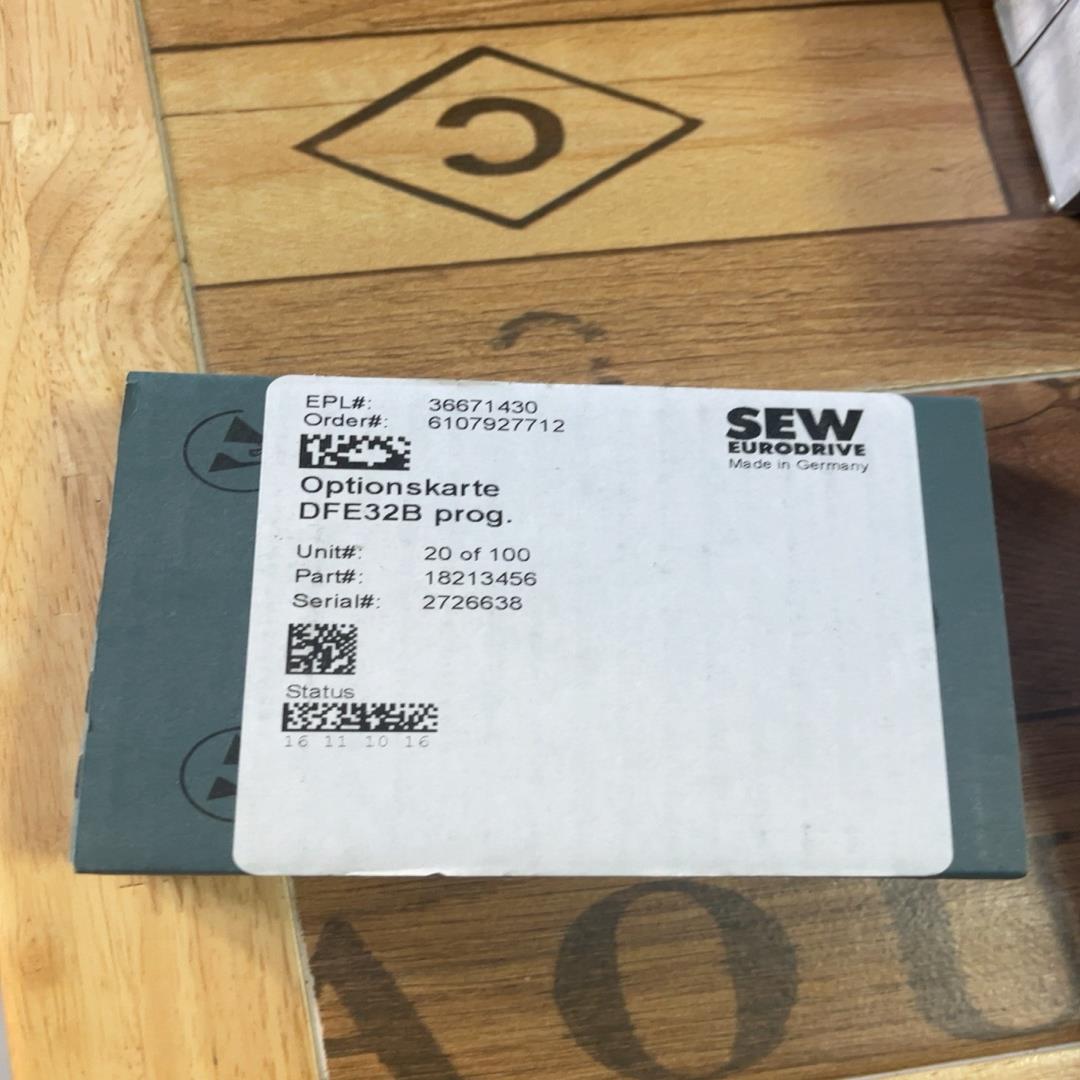 C
EPL#: 36671430
Order#: 6107927712
SEW
EURODRIVE
Made in Germany
Optionskarte
DFE32B prog.
Unit#: 20 of 100
Part#: 18213456
Serial#: 2726638
Status
16 11 10 16